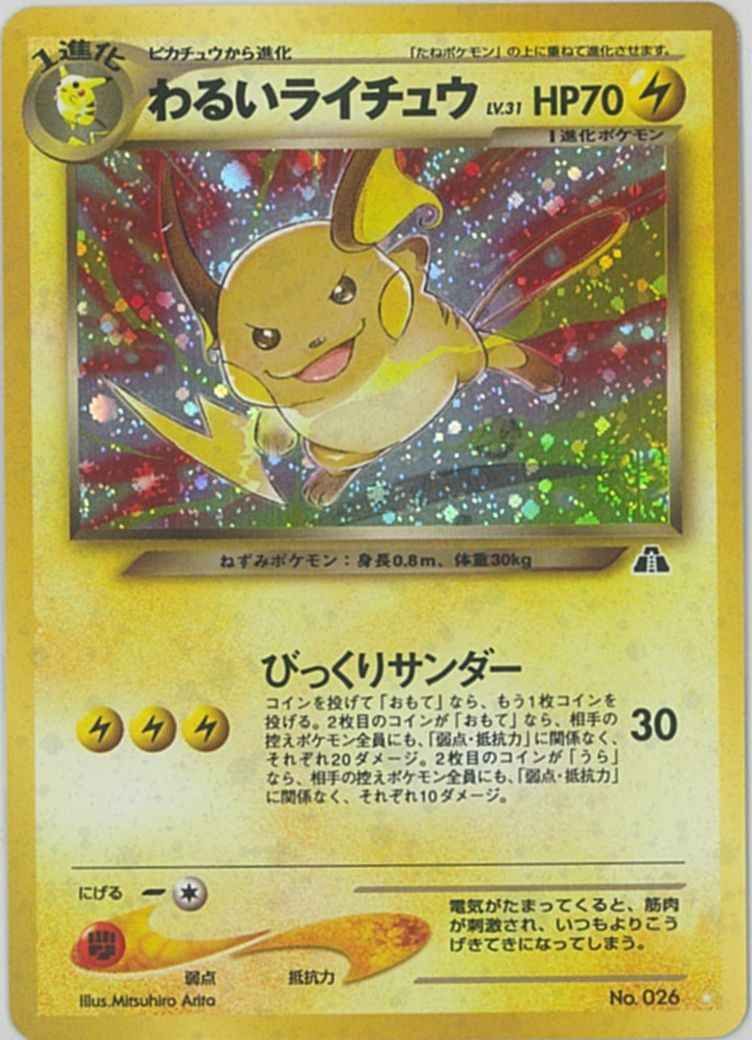 1進化
ピカチュウから進化
「たねポケモン」の上に重ねて進化させます。
わるいライチュウ LV.31 HP70
1進化ポケモン
ねずみポケモン：身長0.8m、体重30kg
びっくりサンダー
コインを投げて「おもて」なら、もう1枚コインを
投げる。2枚目のコインが「おもて」なら、相手の
控えポケモン全員にも、「弱点・抵抗力」に関係なく、
それぞれ20ダメージ。2枚目のコインが「うら」
なら、相手の控えポケモン全員にも、「弱点・抵抗力」
に関係なく、それぞれ10ダメージ。
30
にげる
弱点
抵抗力
電気がたまってくると、筋肉
が刺激され、いつもよりこう
げきてきになってしまう。
Illus.Mitsuhiro Arita
No. 026